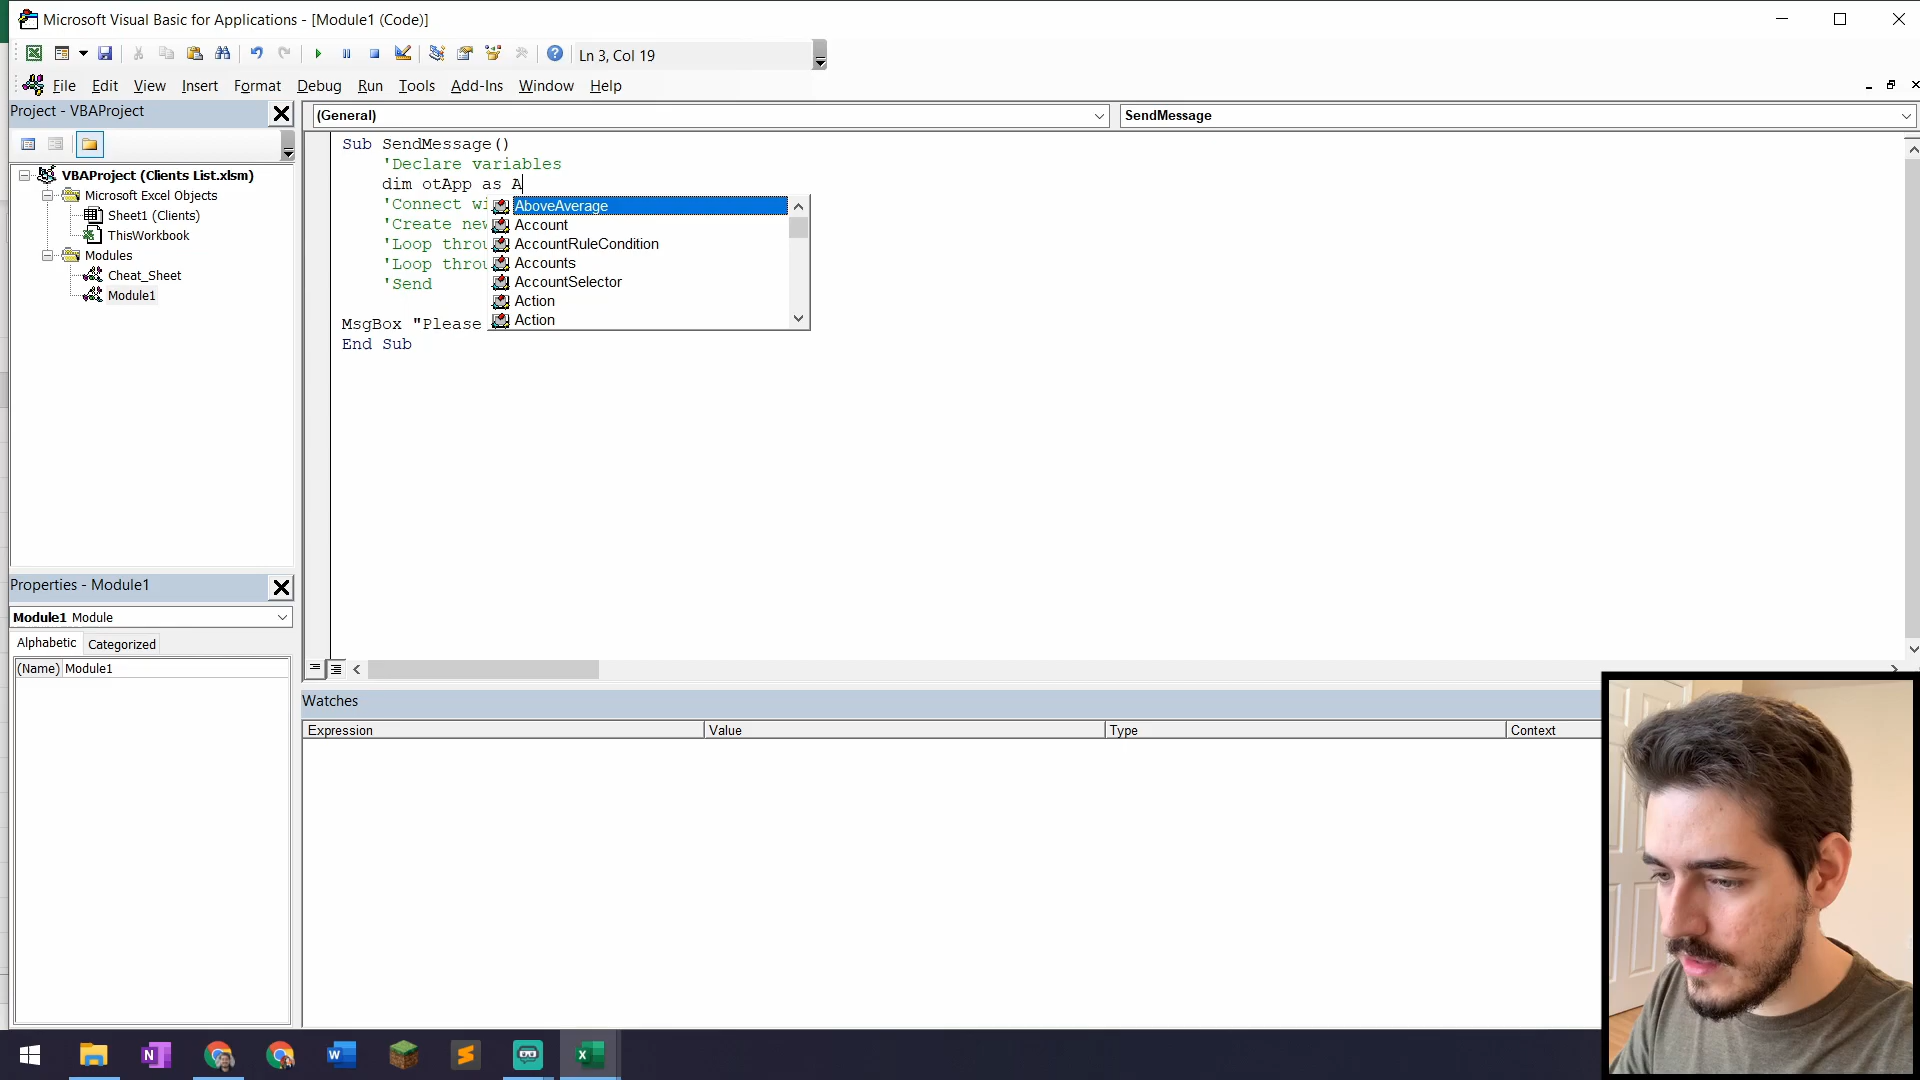 Microsoft Visual Basic for Applications - [Module1 (Code)]
Ln 3, Col 19
File Edit View Insert Format Debug Run Tools Add-Ins Window Help
Project - VBAProject
(General)
SendMessage
VBAProject (Clients List.xlsm)
Microsoft Excel Objects
Sheet1 (Clients)
ThisWorkbook
Modules
Cheat_Sheet
Module1
Sub SendMessage()
'Declare variables
dim otApp as A
'Connect wi
'Create new
'Loop throu
'Loop throu
'Send
MsgBox "Please
End Sub
AboveAverage
Account
AccountRuleCondition
Accounts
AccountSelector
Action
Action
Properties - Module1
Module1 Module
Alphabetic Categorized
(Name) Module1
Watches
Expression Value Type Context